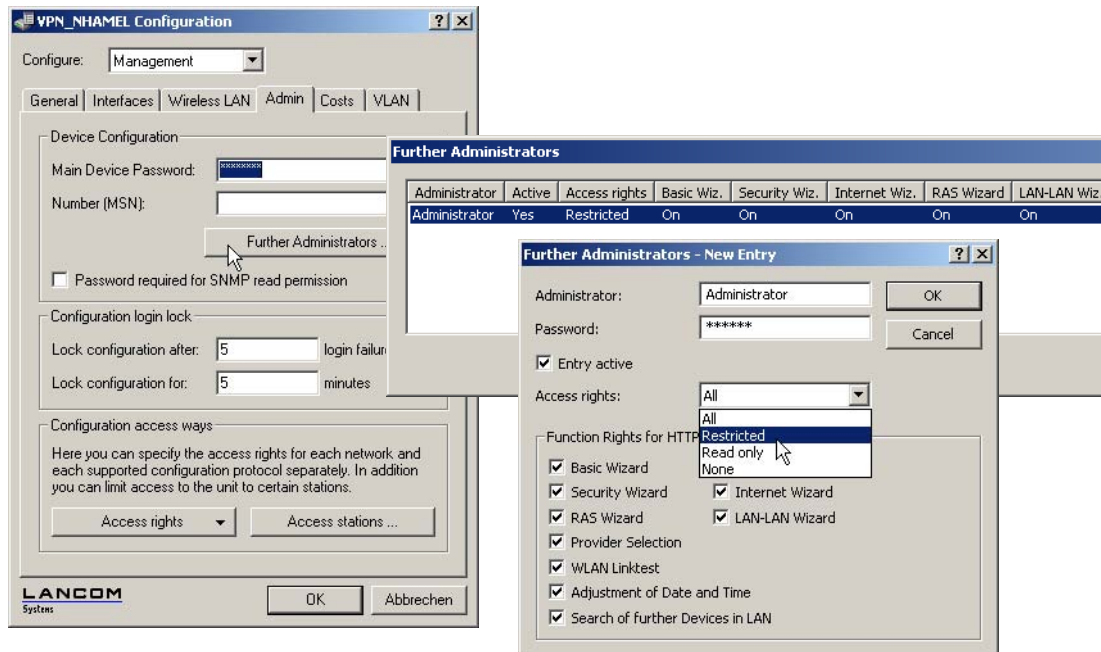 VPN_NHAMEL Configuration
Configure: Management
General Interfaces Wireless LAN Admin Costs VLAN
Device Configuration
Main Device Password: ********
Number (MSN):
Further Administrators ..
Password required for SNMP read permission
Configuration login lock
Lock configuration after: 5 login failur
Lock configuration for: 5 minutes
Configuration access ways
Here you can specify the access rights for each network and
each supported configuration protocol separately. In addition
you can limit access to the unit to certain stations.
Access rights Access stations ...
LANCOM
Systems
OK Abbrechen
Further Administrators
Administrator Active Access rights Basic Wiz. Security Wiz. Internet Wiz. RAS Wizard LAN-LAN Wiz
Administrator Yes Restricted On On On On On
Further Administrators - New Entry
Administrator: Administrator OK
Password: ****** Cancel
Entry active
Access rights: All
All
Restricted
Read only
None
Function Rights for HTTP
Basic Wizard
Security Wizard Internet Wizard
RAS Wizard LAN-LAN Wizard
Provider Selection
WLAN Linktest
Adjustment of Date and Time
Search of further Devices in LAN